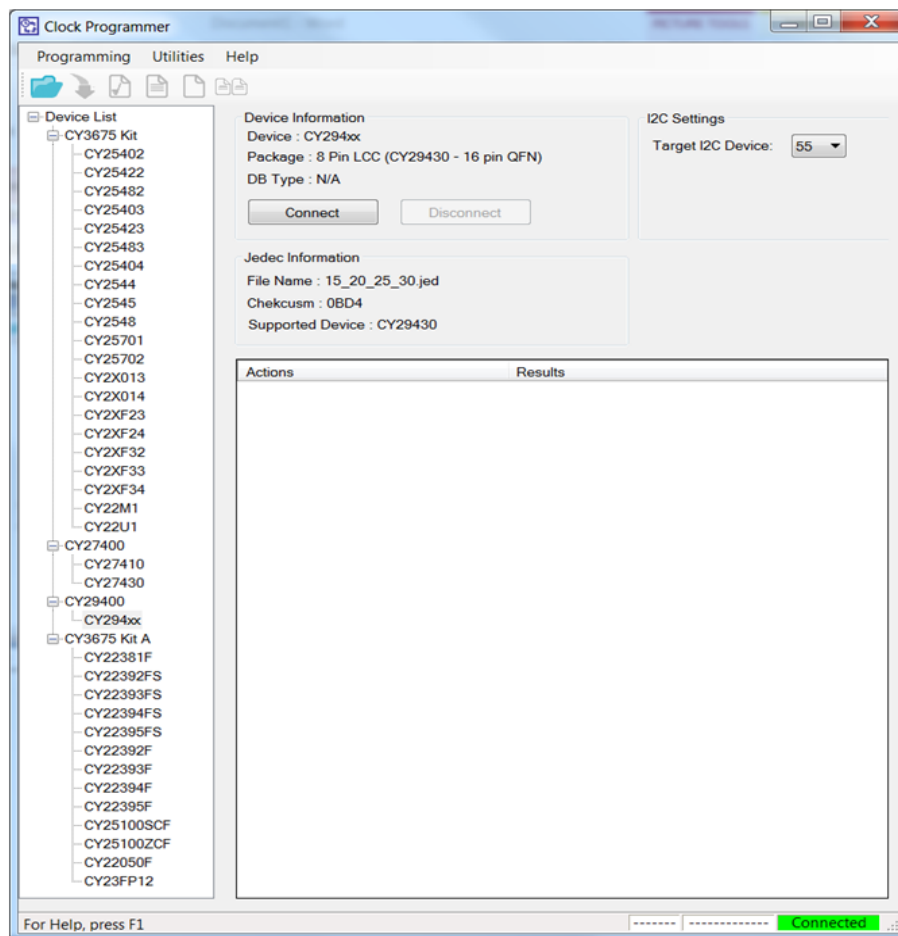 Clock Programmer
Programming Utilities Help
Device List
CY3675 Kit
CY25402
CY25422
CY25482
CY25403
CY25423
CY25483
CY25404
CY2544
CY2545
CY2548
CY25701
CY25702
CY2X013
CY2X014
CY2XF23
CY2XF24
CY2XF32
CY2XF33
CY2XF34
CY22M1
CY22U1
CY27400
CY27410
CY27430
CY29400
CY294xx
CY3675 Kit A
CY22381F
CY22392FS
CY22393FS
CY22394FS
CY22395FS
CY22392F
CY22393F
CY22394F
CY22395F
CY25100SCF
CY25100ZCF
CY22050F
CY23FP12
Device Information
Device : CY294xx
Package : 8 Pin LCC (CY29430 - 16 pin QFN)
DB Type : N/A
Connect Disconnect
I2C Settings
Target I2C Device: 55
Jedec Information
File Name : 15_20_25_30.jed
Chekcusm : 0BD4
Supported Device : CY29430
Actions Results
For Help, press F1 ------- ------------- Connected